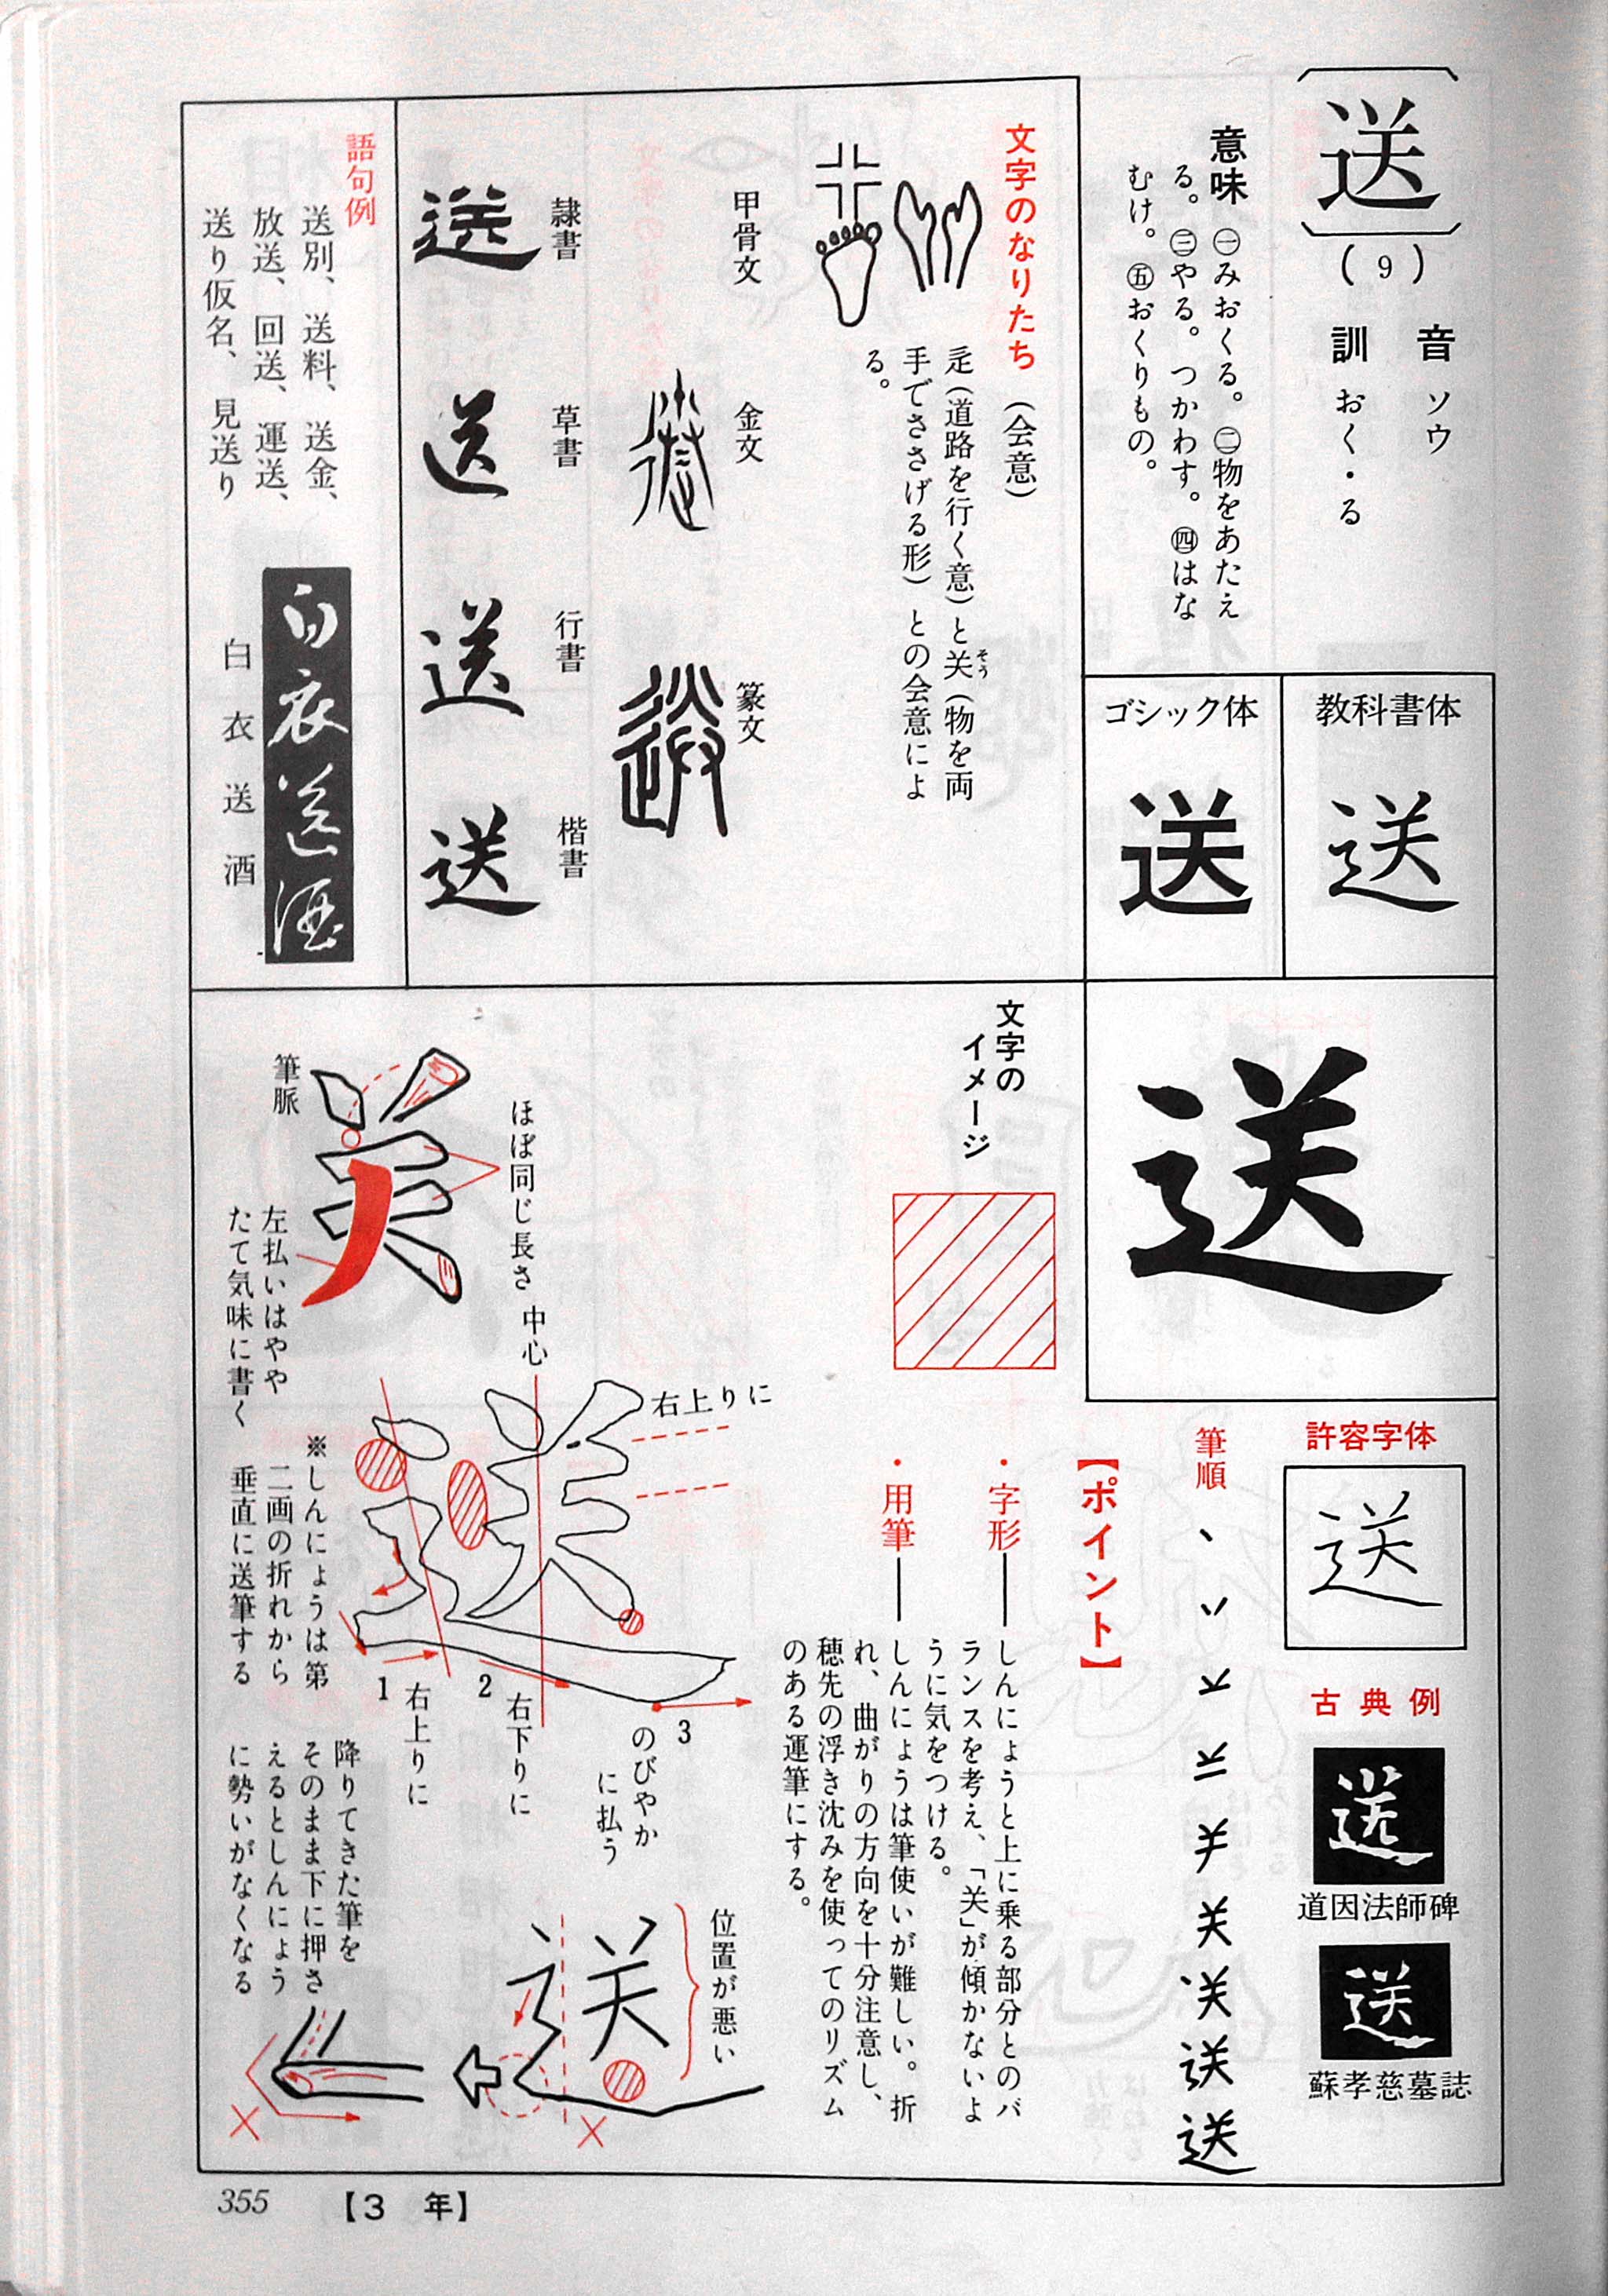 送
(9)
音 ソウ
訓 おく・る
意味 ㊀みおくる。㊁物をあたえ
る。㊂やる。つかわす。㊃はな
むけ。㊄おくりもの。
教科書体
送
ゴシック体
送
送
許容字体
送
古典例
送
道因法師碑
送
蘇孝慈墓誌
筆順
送
文字のなりたち (会意)
辵(道路を行く意)と关(物を両
そう
手でささげる形)との会意によ
る。
甲骨文
金文
篆文
隷書
送
草書
送
行書
送
楷書
送
語句例
送別、送料、送金、
放送、回送、運送、
送り仮名、見送り
白衣送酒
白衣送酒
文字の
イメージ
【ポイント】
・字形——しんにょうと上に乗る部分とのバ
ランスを考え、「关」が傾かないよ
うに気をつける。
・用筆——しんにょうは筆使いが難しい。折
れ、曲がりの方向を十分注意し、
穂先の浮き沈みを使ってのリズム
のある運筆にする。
ほぼ同じ長さ
筆脈
左払いはやや
たて気味に書く
中心
右上りに
1
右上りに
2
右下りに
3
のびやか
に払う
※しんにょうは第
二画の折れから
垂直に送筆する
位置が悪い
降りてきた筆を
そのまま下に押さ
えるとしんにょう
に勢いがなくなる
355
【3 年】